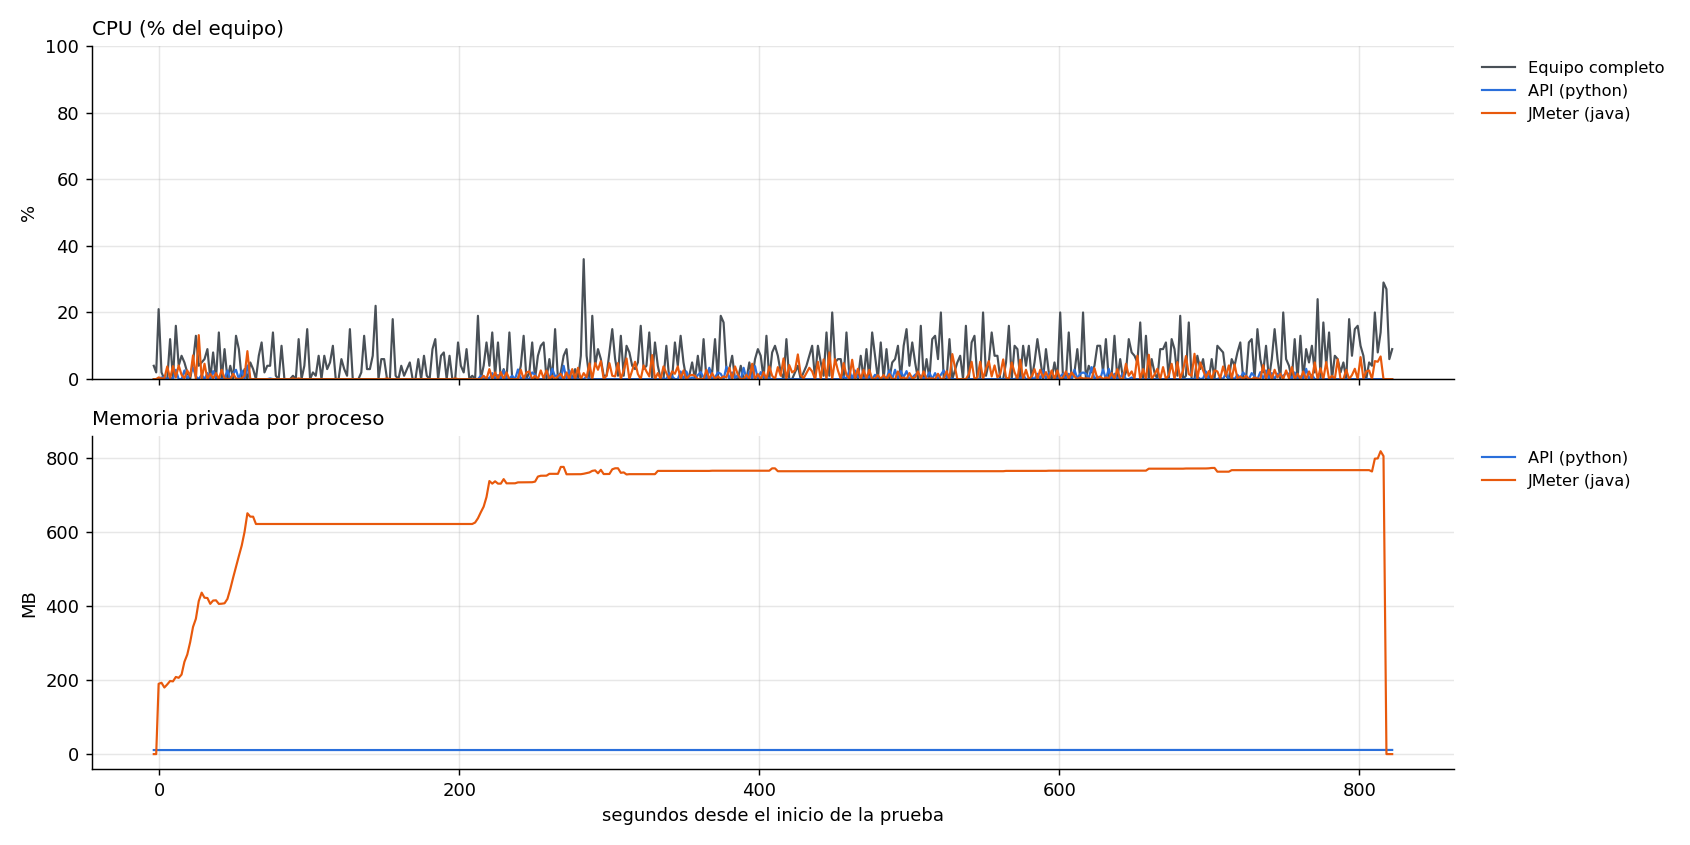 CPU (% del equipo)
100
80
60
40
20
0
%
Equipo completo
API (python)
JMeter (java)
Memoria privada por proceso
800
600
400
200
0
MB
API (python)
JMeter (java)
0 200 400 600 800
segundos desde el inicio de la prueba